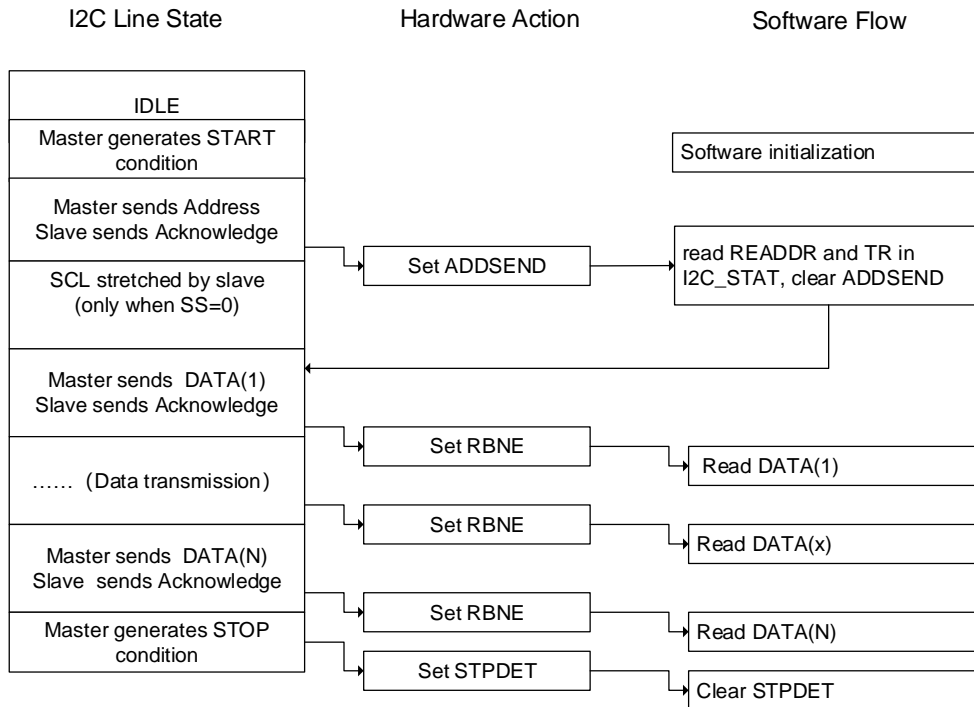 I2C Line State
Hardware Action
Software Flow
IDLE
Master generates START
condition
Software initialization
Master sends Address
Slave sends Acknowledge
Set ADDSEND
read READDR and TR in
I2C_STAT, clear ADDSEND
SCL stretched by slave
(only when SS=0)
Master sends DATA(1)
Slave sends Acknowledge
Set RBNE
Read DATA(1)
…… (Data transmission)
Set RBNE
Read DATA(x)
Master sends DATA(N)
Slave sends Acknowledge
Set RBNE
Read DATA(N)
Master generates STOP
condition
Set STPDET
Clear STPDET